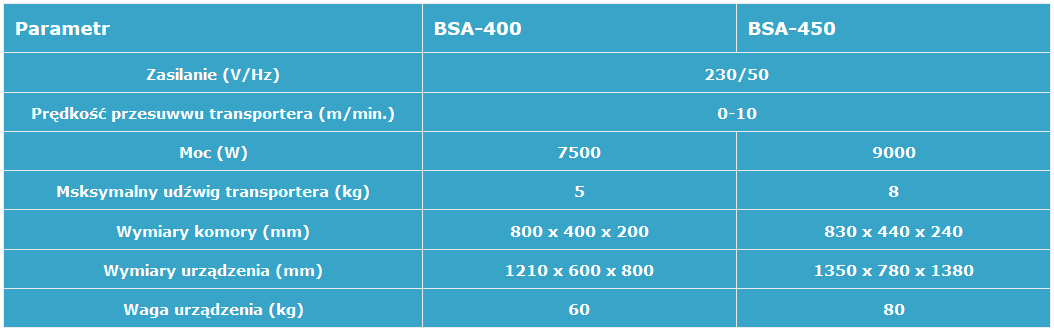 Parametr BSA-400 BSA-450
Zasilanie (V/Hz) 230/50
Prędkość przesuwwu transportera (m/min.) 0-10
Moc (W) 7500 9000
Msksymalny udźwig transportera (kg) 5 8
Wymiary komory (mm) 800 x 400 x 200 830 x 440 x 240
Wymiary urządzenia (mm) 1210 x 600 x 800 1350 x 780 x 1380
Waga urządzenia (kg) 60 80